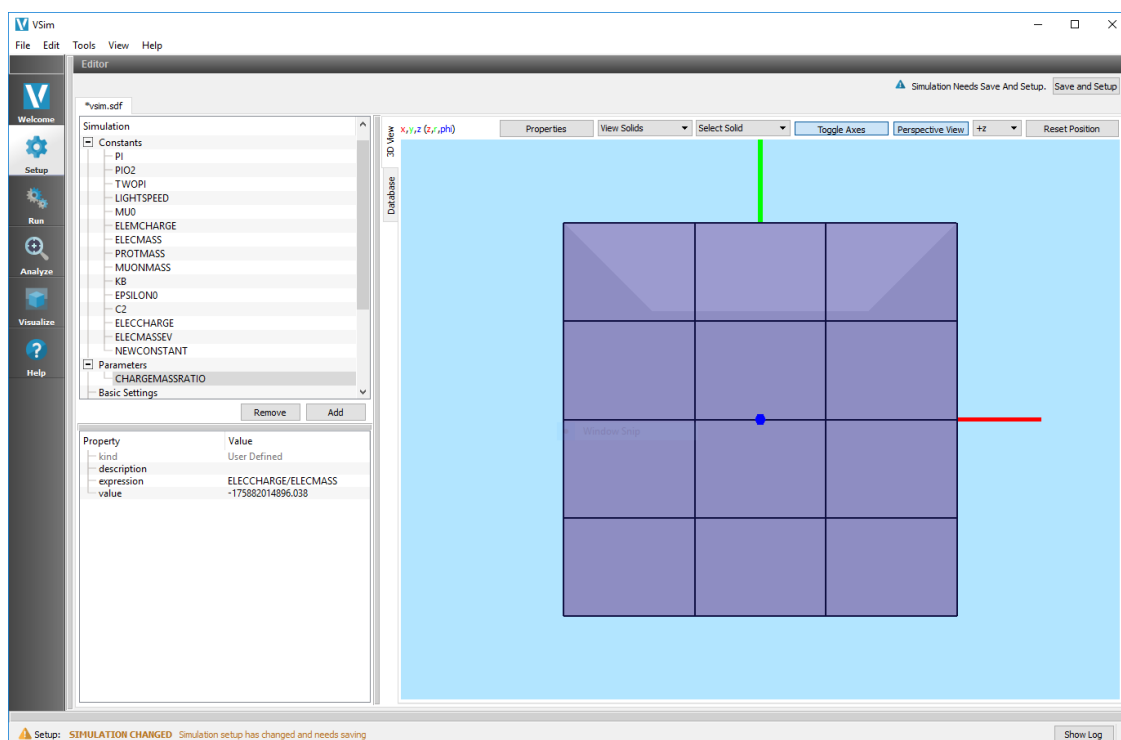 VSim
File Edit Tools View Help
Editor
Simulation Needs Save And Setup. Save and Setup
*vsim.sdf
Welcome
Setup
Run
Analyze
Visualize
Help
Simulation
Constants
PI
PIO2
TWOPI
LIGHTSPEED
MU0
ELEMCHARGE
ELECMASS
PROTMASS
MUONMASS
KB
EPSILON0
C2
ELECCHARGE
ELECMASSEV
NEWCONSTANT
Parameters
CHARGEMASSRATIO
Basic Settings
Remove Add
Property Value
kind User Defined
description
expression ELECCHARGE/ELECMASS
value -175882014896.038
3D View
Database
x,y,z (z,r,phi) Properties View Solids Select Solid Toggle Axes Perspective View +z Reset Position
Window Snip
Setup: SIMULATION CHANGED Simulation setup has changed and needs saving
Show Log